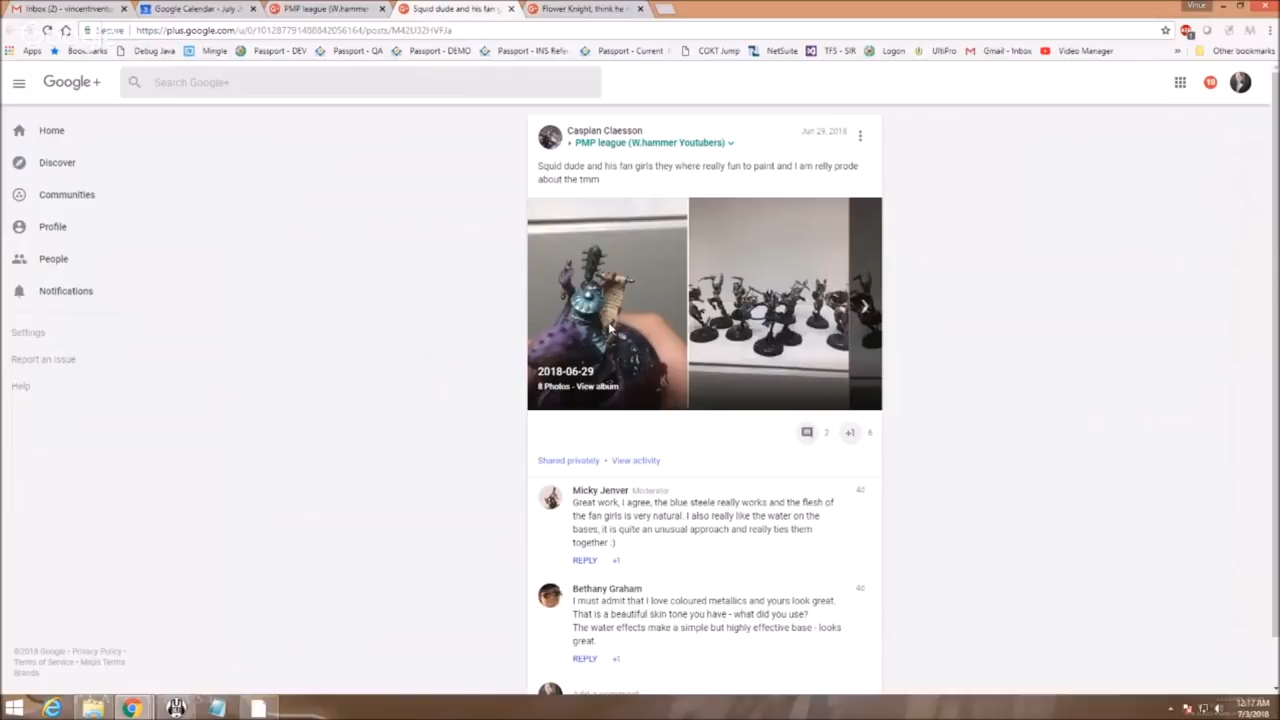 Inbox (2) - vincentventur
Google Calendar - July 2
PMP league (W.hammer
Squid dude and his fan g
Flower Knight, think he n
Vince
Secure
https://plus.google.com/u/0/101287791488842056164/posts/M42U32HVFJa
Apps
Bookmarks
Debug Java
Mingle
Passport - DEV
Passport - QA
Passport - DEMO
Passport - INS Refe
Passport - Current
COKT Jump
NetSuite
TFS - SIR
Logon
UltiPro
Gmail - Inbox
Video Manager
»
Other bookmarks
Google+
Search Google+
10
Home
Discover
Communities
Profile
People
Notifications
Settings
Report an issue
Help
©2018 Google • Privacy Policy •
Terms of Service • Maps Terms
Brands
Caspian Claesson
Jun 29, 2018
PMP league (W.hammer Youtubers)
Squid dude and his fan girls they where really fun to paint and I am relly prode
about the tmm
2018-06-29
8 Photos - View album
2
+1
6
Shared privately • View activity
Micky Jenver Moderator
4d
Great work, I agree, the blue steele really works and the flesh of
the fan girls is very natural. I also really like the water on the
bases, it is quite an unusual approach and really ties them
together :)
REPLY +1
Bethany Graham
4d
I must admit that I love coloured metallics and yours look great.
That is a beautiful skin tone you have - what did you use?
The water effects make a simple but highly effective base - looks
great.
REPLY +1
Add a comment...
12:17 AM
7/3/2018